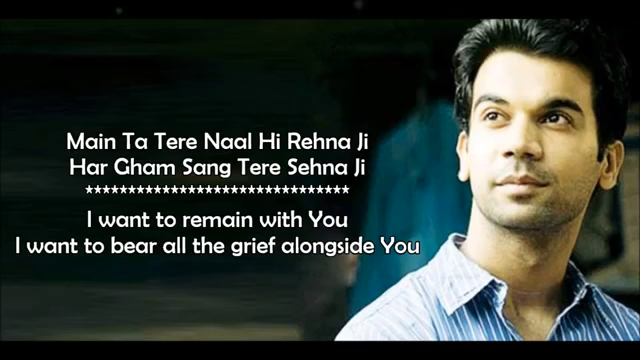 Main Ta Tere Naal Hi Rehna Ji
Har Gham Sang Tere Sehna Ji
*******************************
I want to remain with You
I want to bear all the grief alongside You